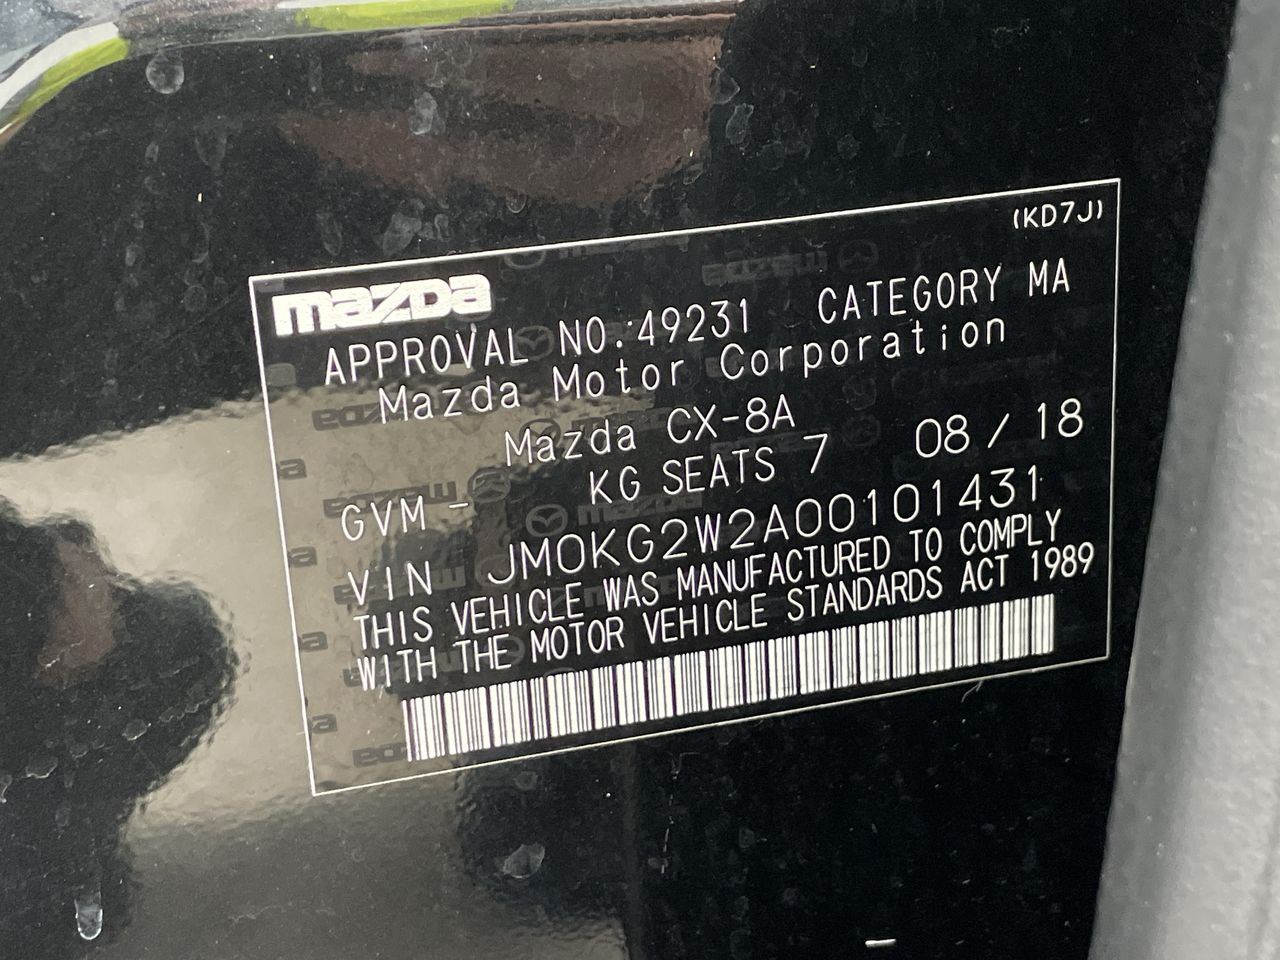 (KD7J)
mazda
APPROVAL NO.:49231 CATEGORY MA
Mazda Motor Corporation
Mazda CX-8A
08 / 18
GVM - KG SEATS 7
VIN JM0KG2W2A00101431
THIS VEHICLE WAS MANUFACTURED TO COMPLY
WITH THE MOTOR VEHICLE STANDARDS ACT 1989